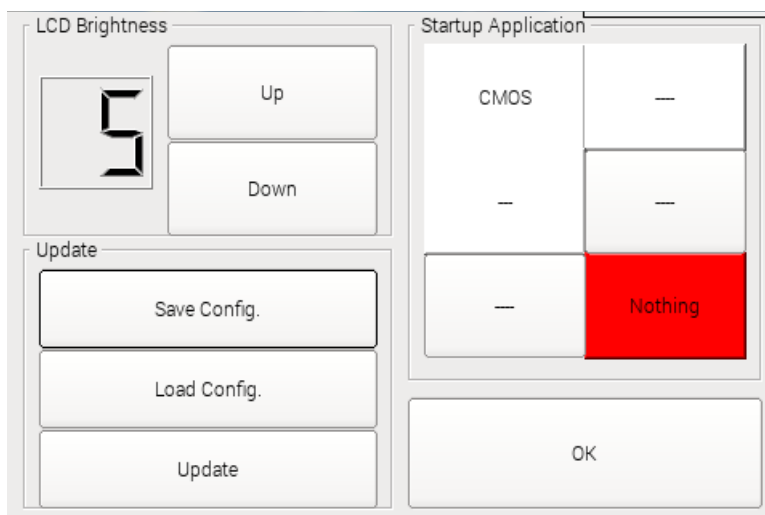 LCD Brightness
5
Up
Down
Update
Save Config.
Load Config.
Update
Startup Application
CMOS
----
---
----
----
Nothing
OK